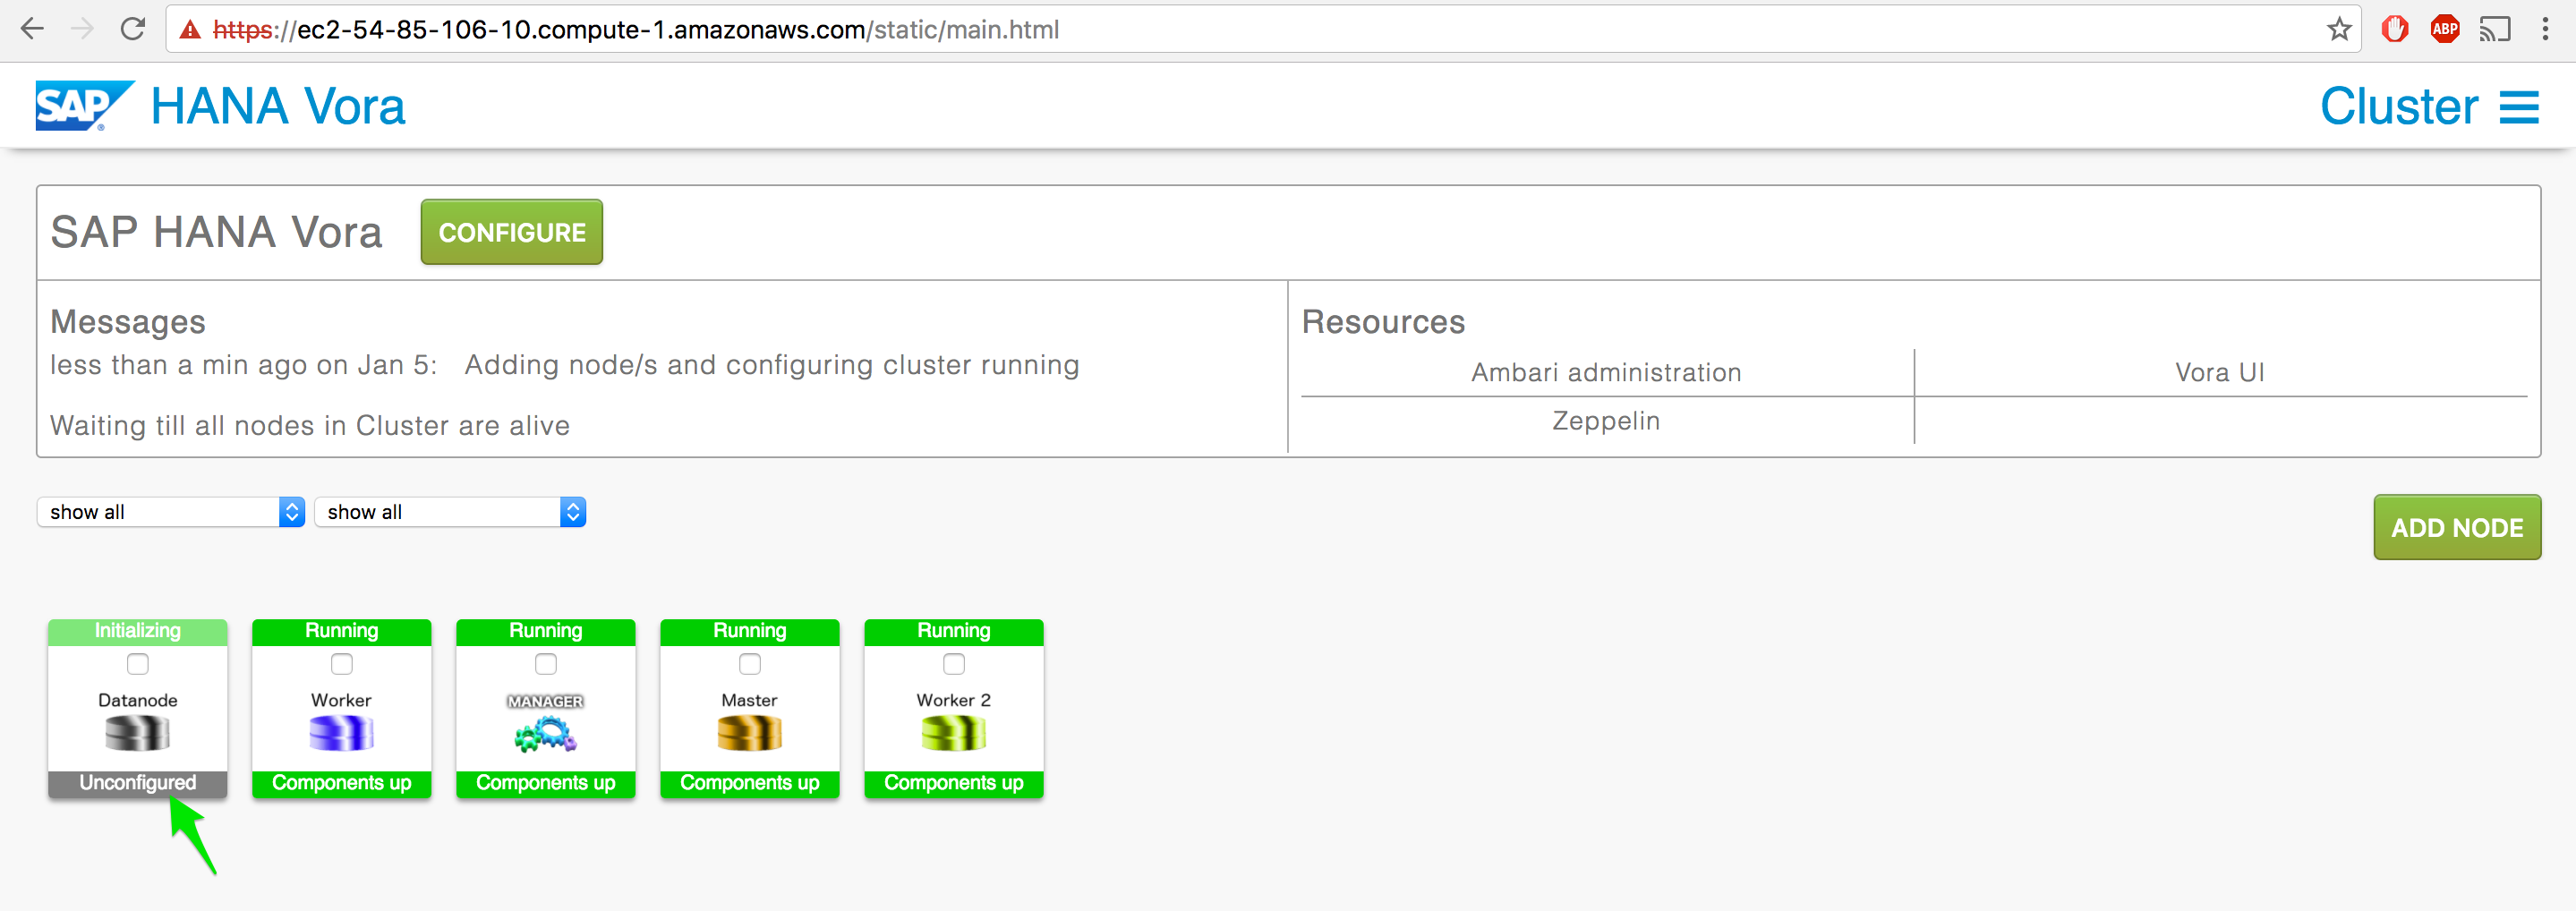 https://ec2-54-85-106-10.compute-1.amazonaws.com/static/main.html
ABP
SAP ® HANA Vora
Cluster
SAP HANA Vora CONFIGURE
Messages
less than a min ago on Jan 5: Adding node/s and configuring cluster running
Waiting till all nodes in Cluster are alive
Resources
Ambari administration Vora UI
Zeppelin
show all show all
ADD NODE
Initializing Running Running Running Running
Datanode Worker MANAGER Master Worker 2
Unconfigured Components up Components up Components up Components up